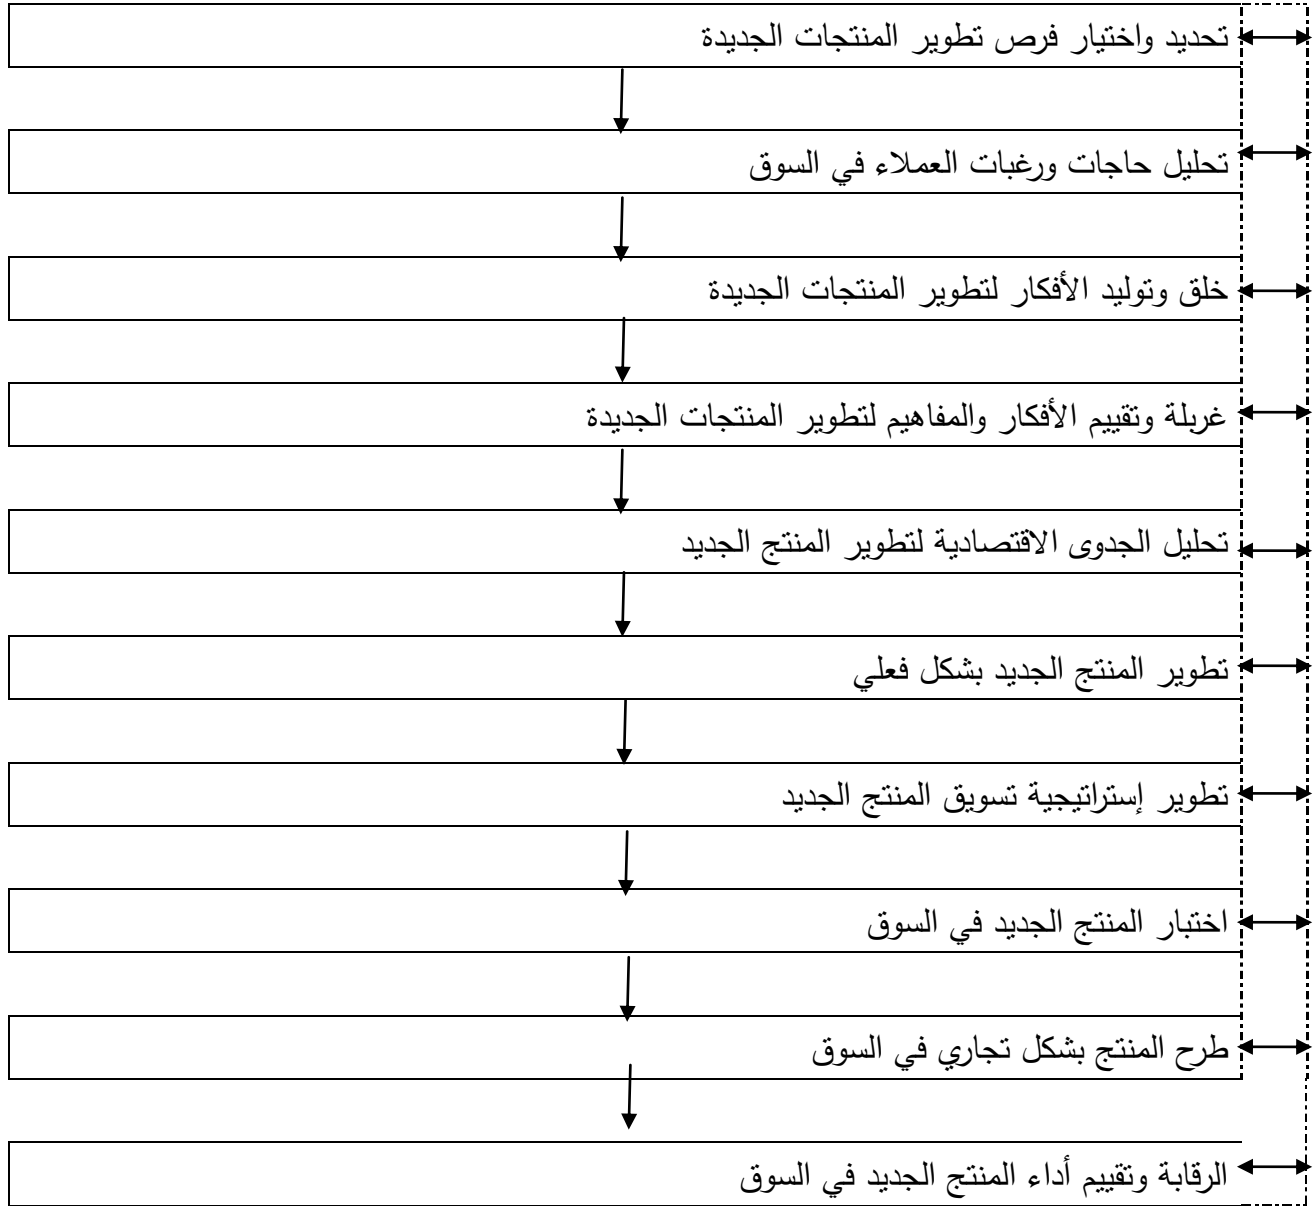 تحديد واختيار فرص تطوير المنتجات الجديدة
تحليل حاجات ورغبات العملاء في السوق
خلق وتوليد الأفكار لتطوير المنتجات الجديدة
غربلة وتقييم الأفكار والمفاهيم لتطوير المنتجات الجديدة
تحليل الجدوى الاقتصادية لتطوير المنتج الجديد
تطوير المنتج الجديد بشكل فعلي
تطوير إستراتيجية تسويق المنتج الجديد
اختبار المنتج الجديد في السوق
طرح المنتج بشكل تجاري في السوق
الرقابة وتقييم أداء المنتج الجديد في السوق